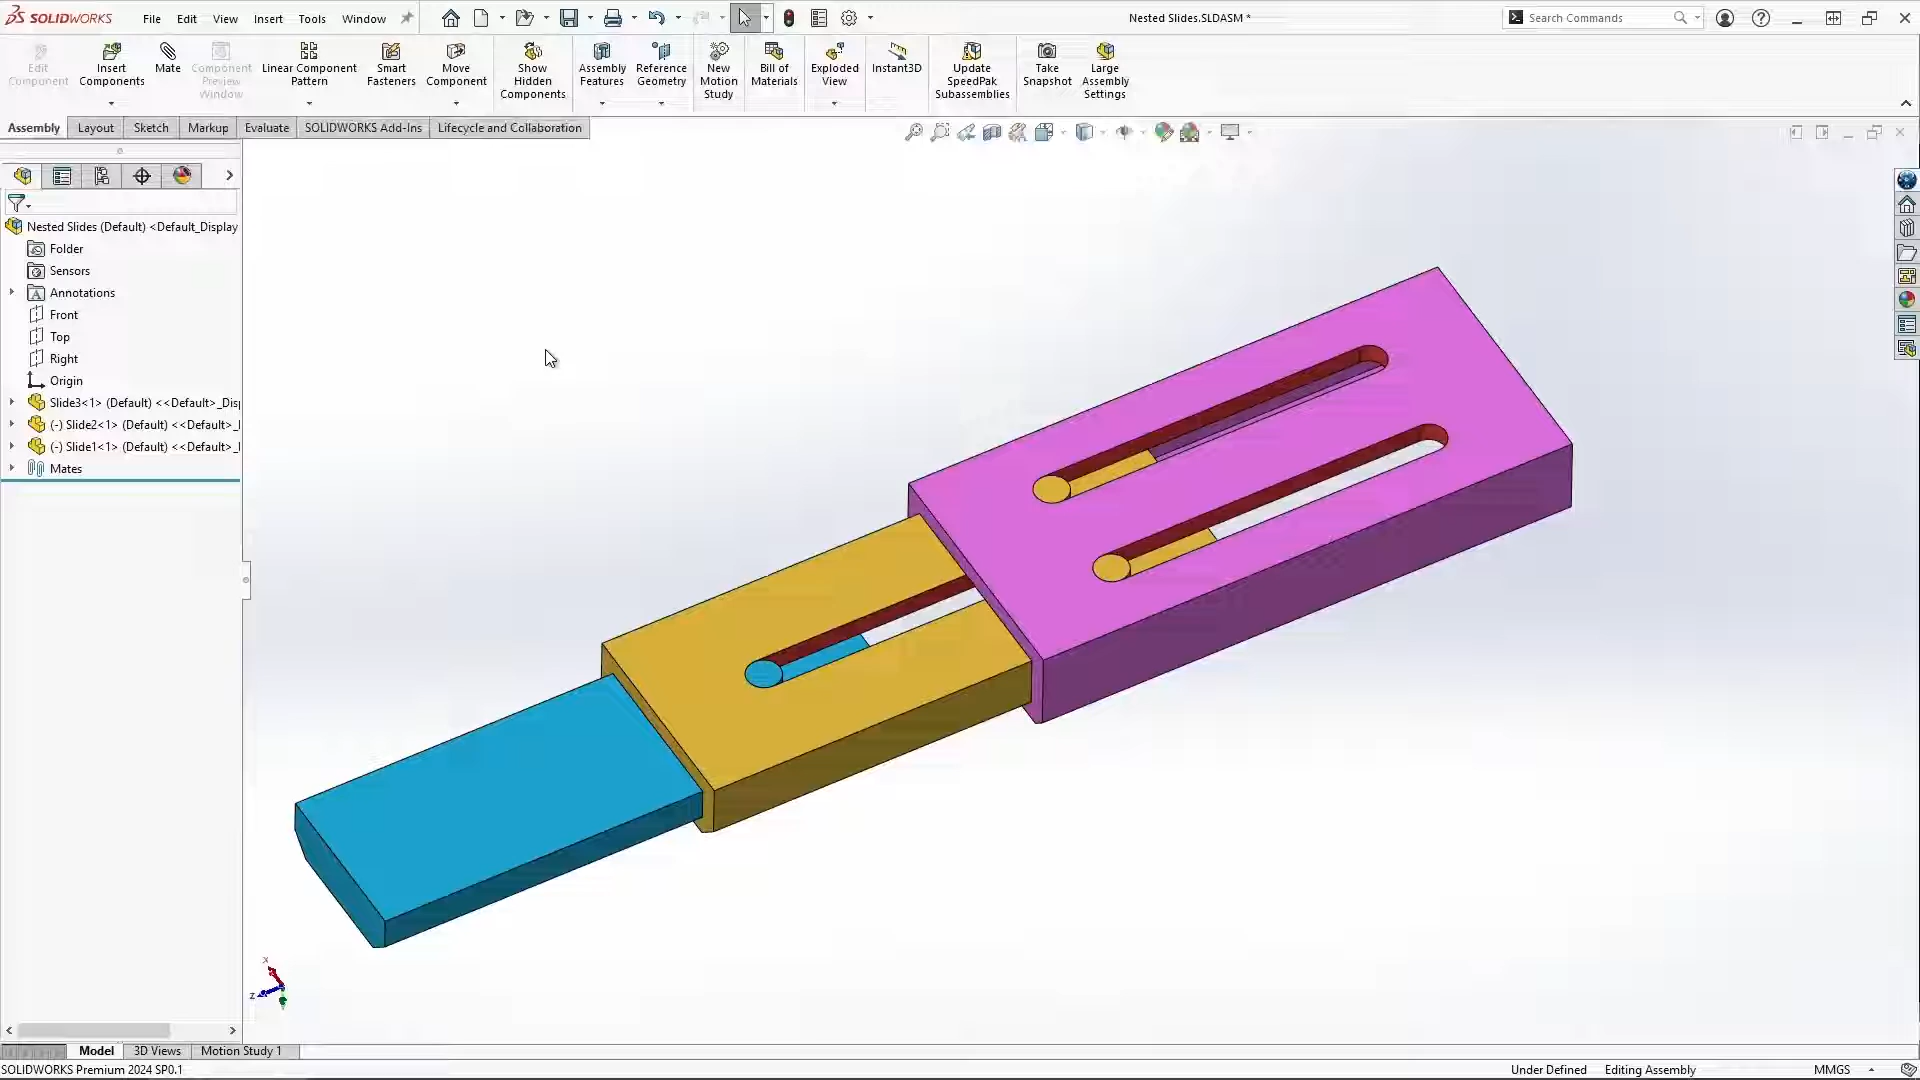 SOLIDWORKS File Edit View Insert Tools Window Nested Slides.SLDASM * Search Commands
Edit Component
Insert Components
Mate
Component Preview Window
Linear Component Pattern
Smart Fasteners
Move Component
Show Hidden Components
Assembly Features
Reference Geometry
New Motion Study
Bill of Materials
Exploded View
Instant3D
Update SpeedPak Subassemblies
Take Snapshot
Large Assembly Settings
Assembly Layout Sketch Markup Evaluate SOLIDWORKS Add-Ins Lifecycle and Collaboration
Nested Slides (Default) <Default_Display
Folder
Sensors
Annotations
Front
Top
Right
Origin
Slide3<1> (Default) <<Default>_Disp
(-) Slide2<1> (Default) <<Default>_
(-) Slide1<1> (Default) <<Default>_
Mates
X
Z
Model 3D Views Motion Study 1
SOLIDWORKS Premium 2024 SP0.1 Under Defined Editing Assembly MMGS